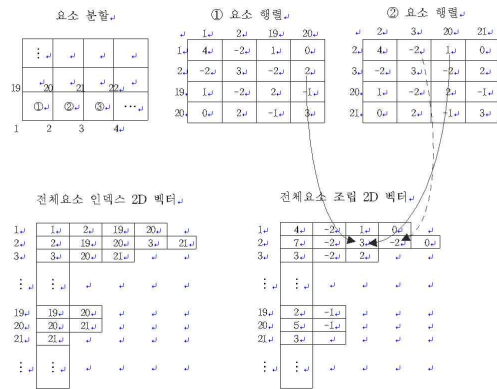 요소 분할
⋮
19 20 21 22
① ② ③ ⋯
1 2 3 4
① 요소 행렬
1 2 19 20
1 4 -2 1 0
2 -2 3 -2 2
19 1 -2 2 -1
20 0 2 -1 3
② 요소 행렬
2 3 20 21
2 4 -2 1 0
3 -2 3 -2 2
20 1 -2 2 -1
21 0 2 -1 3
전체요소 인덱스 2D 벡터
1 1 2 19 20
2 2 19 20 3 21
3 3 20 21
⋮ ⋮
19 19 20
20 20 21
21 21
⋮ ⋮
전체요소 조립 2D 벡터
1 4 -2 1 0
2 7 -2 3 -2 0
3 3 -2 2
⋮ ⋮
19 2 -1
20 5 -1
21 3
⋮ ⋮